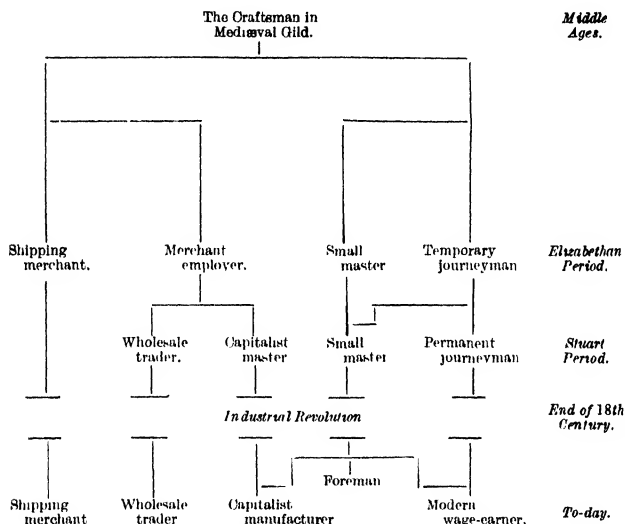 The Craftsman in
Mediæval Gild.
Middle
Ages.
Shipping
merchant.
Merchant
employer.
Small
master
Temporary
journeyman
Elizabethan
Period.
Wholesale
trader.
Capitalist
master
Small
master
Permanent
journeyman
Stuart
Period.
Industrial Revolution
End of 18th
Century.
Foreman
Shipping
merchant
Wholesale
trader
Capitalist
manufacturer
Modern
wage-earner.
To-day.